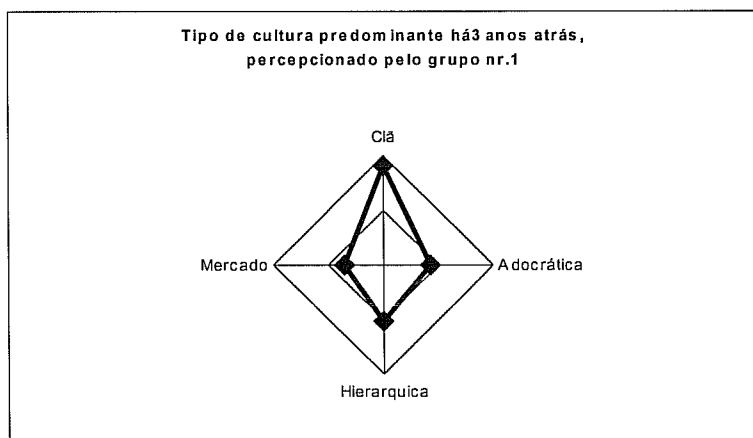 Tipo de cultura predominante há3 anos atrás,
percepcionado pelo grupo nr.1
Clã
Mercado
Adocrática
Hierarquica